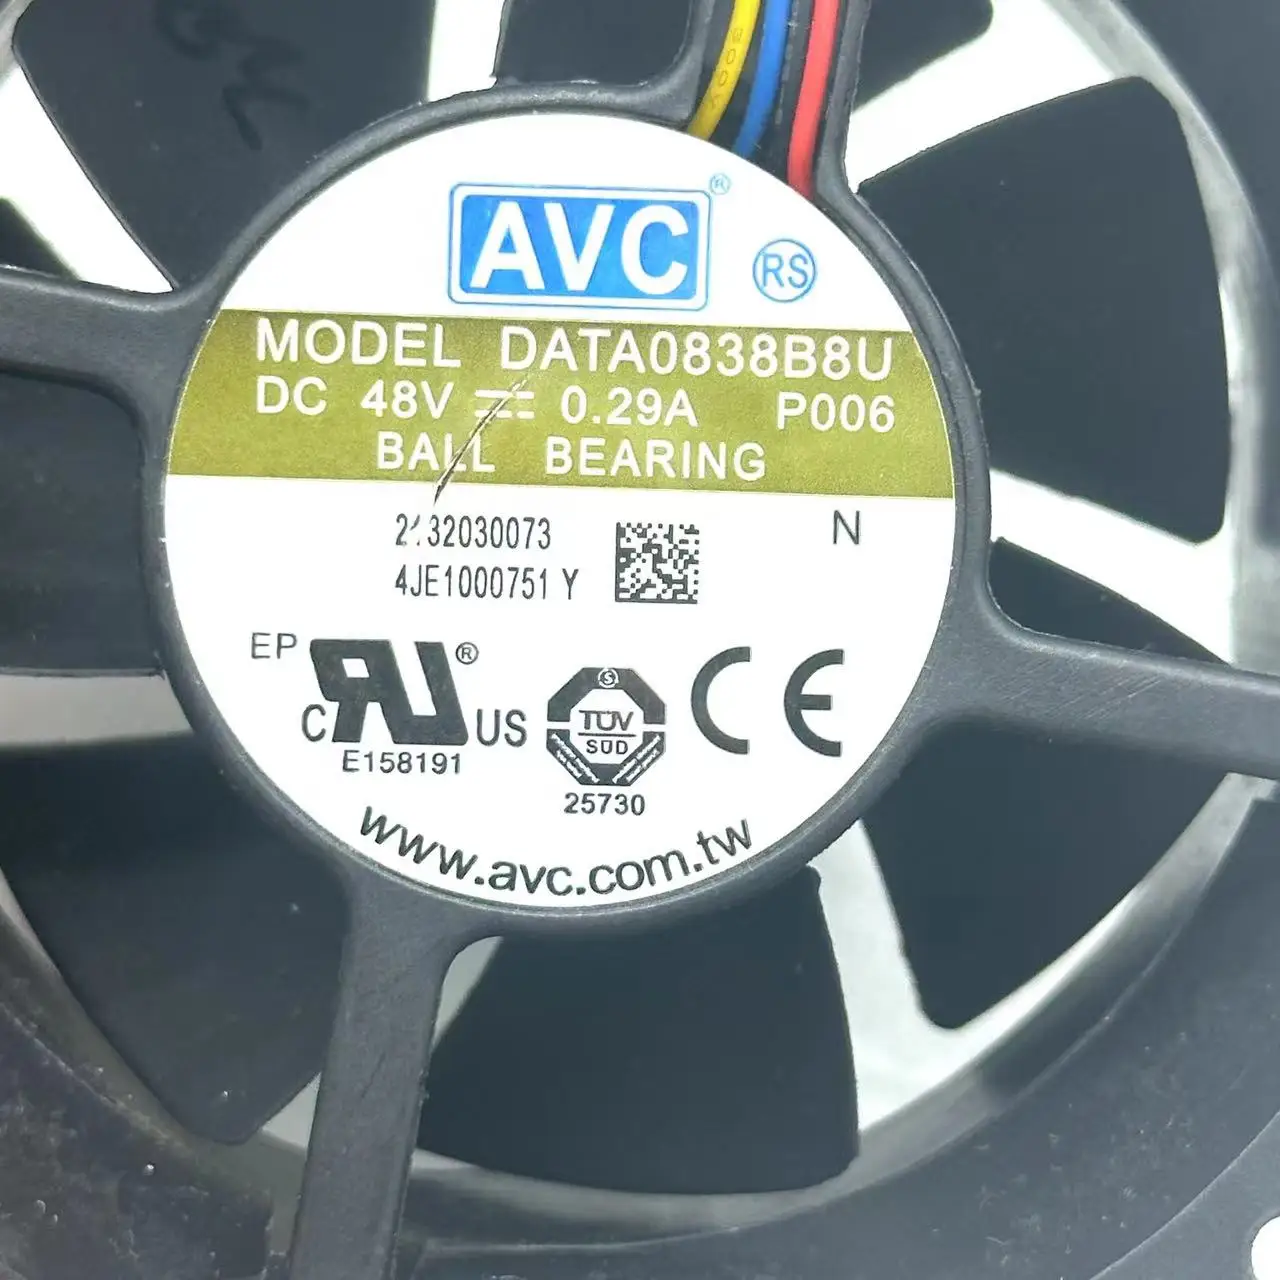 AVC ®
RS
MODEL DATA0838B8U
DC 48V 0.29A P006
BALL BEARING
2132030073
N
4JE1000751 Y
EP
®
C US
E158191
S
TÜV
SÜD
25730
CE
www.avc.com.tw